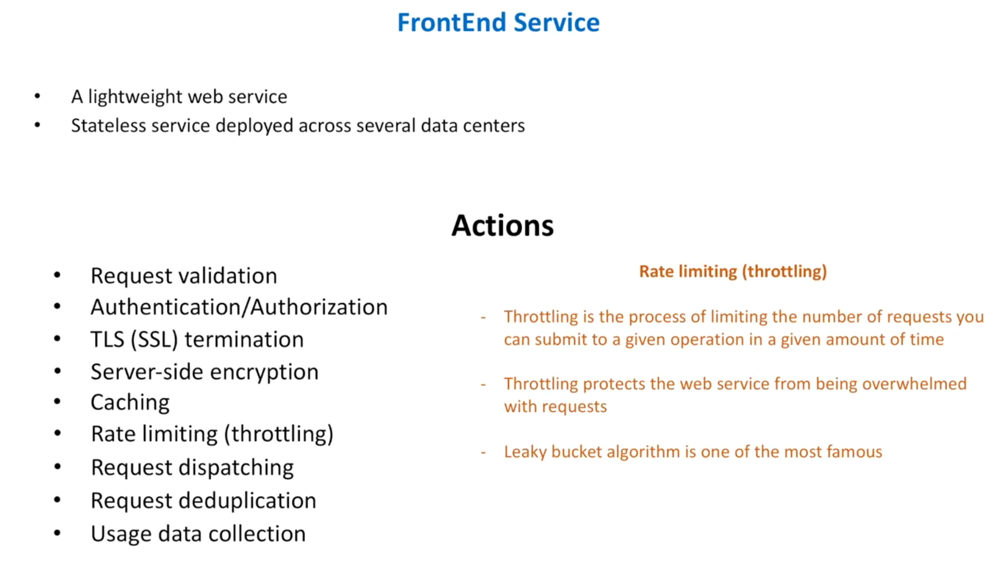 FrontEnd Service
• A lightweight web service
• Stateless service deployed across several data centers
Actions
• Request validation
• Authentication/Authorization
• TLS (SSL) termination
• Server-side encryption
• Caching
• Rate limiting (throttling)
• Request dispatching
• Request deduplication
• Usage data collection
Rate limiting (throttling)
- Throttling is the process of limiting the number of requests you
can submit to a given operation in a given amount of time
- Throttling protects the web service from being overwhelmed
with requests
- Leaky bucket algorithm is one of the most famous